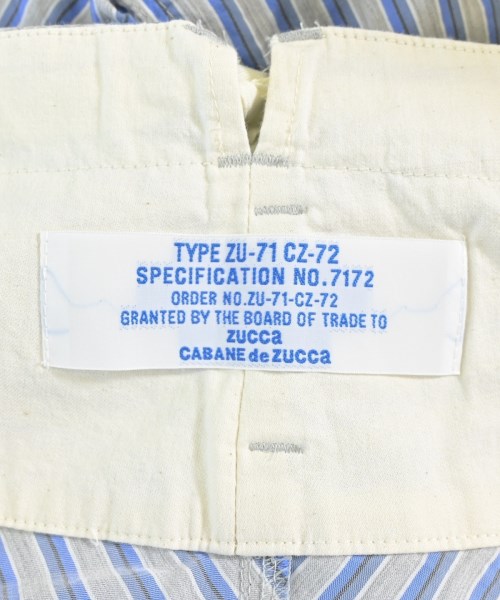 TYPE ZU-71 CZ-72
SPECIFICATION NO.7172
ORDER NO.ZU-71-CZ-72
GRANTED BY THE BOARD OF TRADE TO
zucca
CABANE de zucca